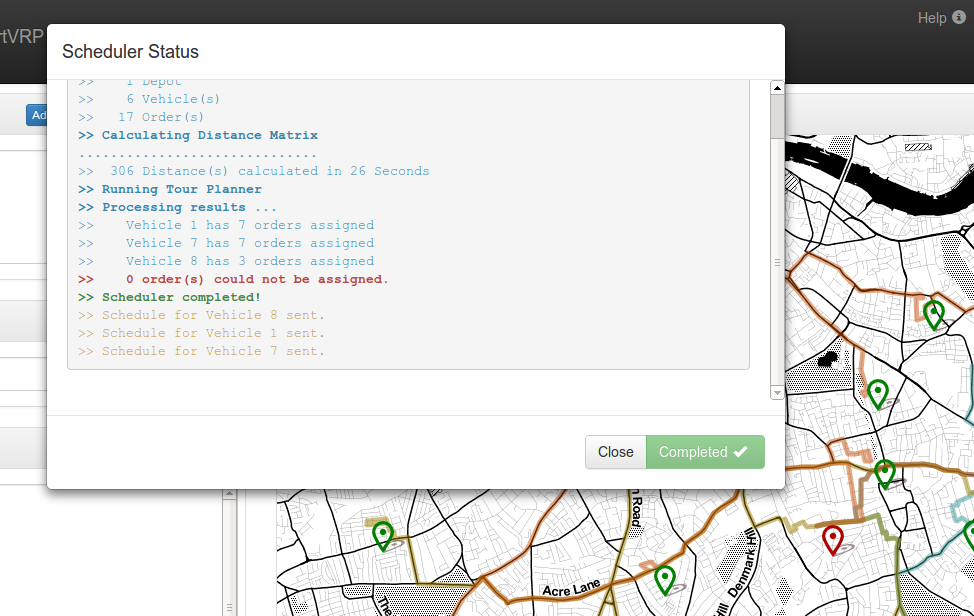 Help
tVRP
Scheduler Status
>> 1 Depot
>> 6 Vehicle(s)
>> 17 Order(s)
>> Calculating Distance Matrix
..............................
>> 306 Distance(s) calculated in 26 Seconds
>> Running Tour Planner
>> Processing results ...
>> Vehicle 1 has 7 orders assigned
>> Vehicle 7 has 7 orders assigned
>> Vehicle 8 has 3 orders assigned
>> 0 order(s) could not be assigned.
>> Scheduler completed!
>> Schedule for Vehicle 8 sent.
>> Schedule for Vehicle 1 sent.
>> Schedule for Vehicle 7 sent.
Ad
Close
Completed
n Road
Acre Lane
Denmark Hill
The
ill